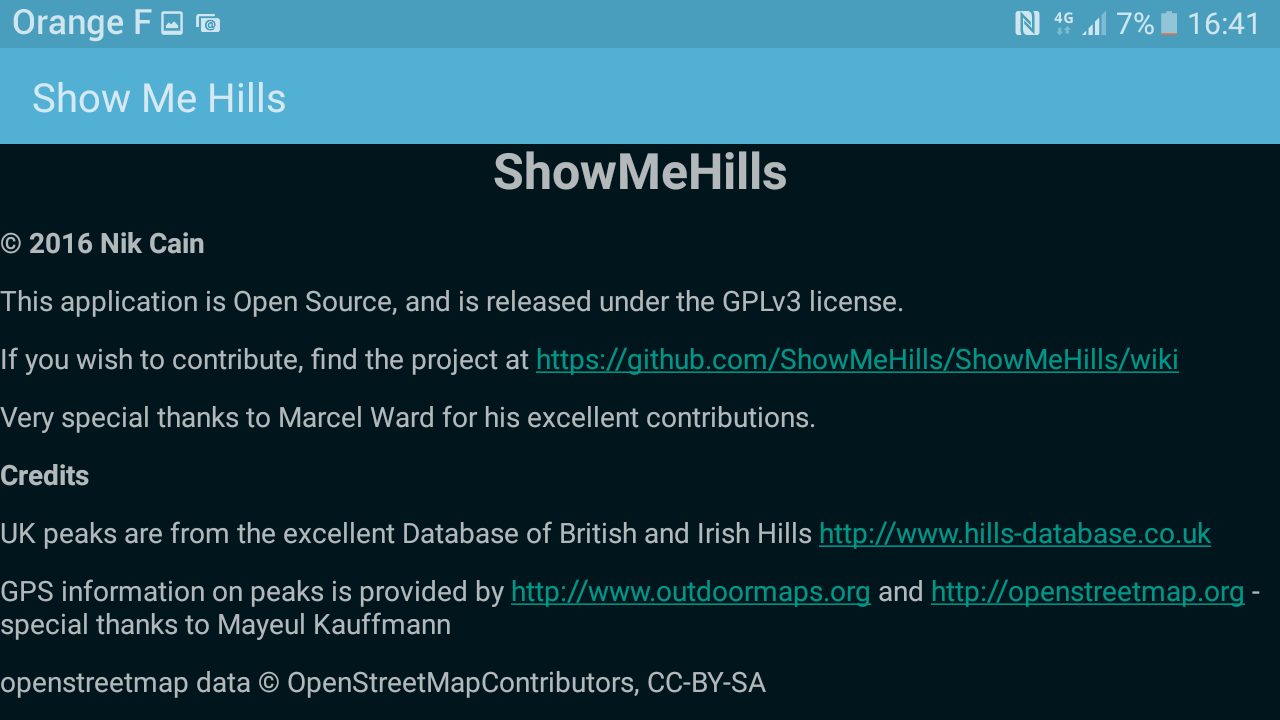 Orange F 4G 7% 16:41
Show Me Hills
ShowMeHills
© 2016 Nik Cain
This application is Open Source, and is released under the GPLv3 license.
If you wish to contribute, find the project at https://github.com/ShowMeHills/ShowMeHills/wiki
Very special thanks to Marcel Ward for his excellent contributions.
Credits
UK peaks are from the excellent Database of British and Irish Hills http://www.hills-database.co.uk
GPS information on peaks is provided by http://www.outdoormaps.org and http://openstreetmap.org -
special thanks to Mayeul Kauffmann
openstreetmap data © OpenStreetMapContributors, CC-BY-SA